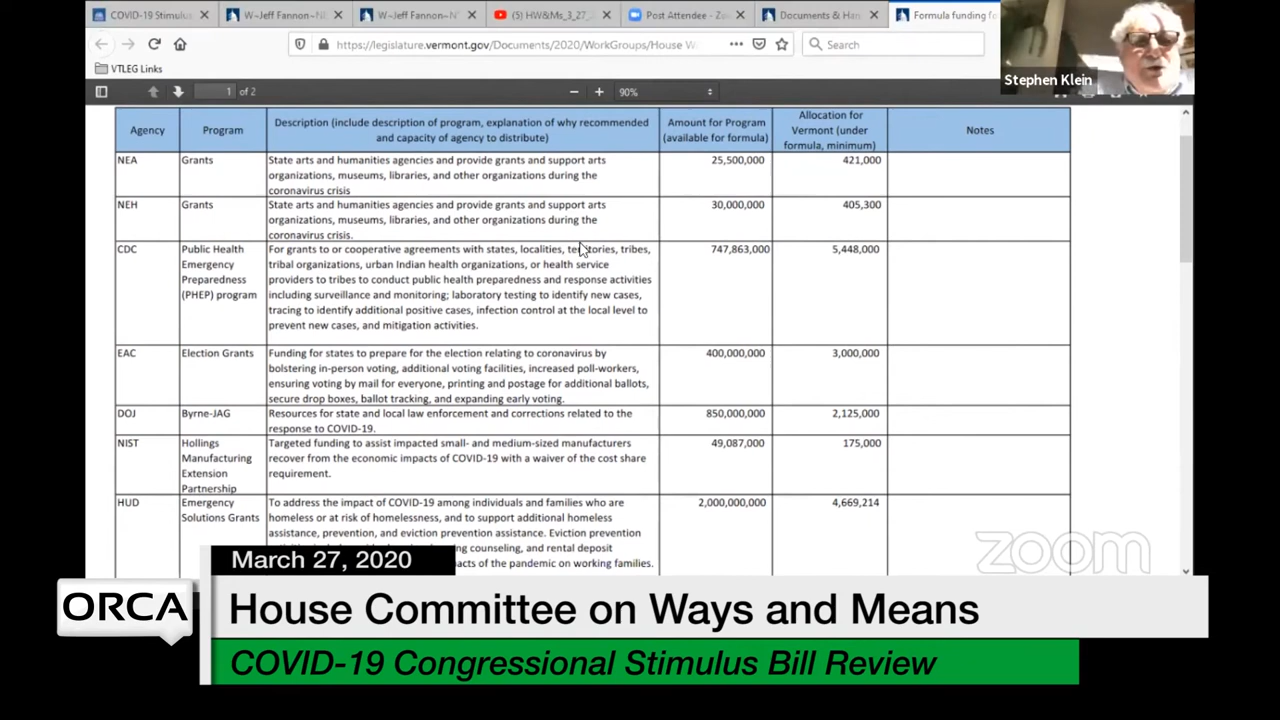 COVID-19 Stimulus
W~Jeff Fannon~N
W~Jeff Fannon~N
(5) HW&Ms_3_27_
Post Attendee - Zo
Documents & Han
Formula funding fo
https://legislature.vermont.gov/Documents/2020/WorkGroups/House W
Search
VTLEG Links
Stephen Klein
1 of 2
90%
Agency
Program
Description (include description of program, explanation of why recommended
and capacity of agency to distribute)
Amount for Program
(available for formula)
Allocation for
Vermont (under
formula, minimum)
Notes
NEA
Grants
State arts and humanities agencies and provide grants and support arts
organizations, museums, libraries, and other organizations during the
coronavirus crisis
25,500,000
421,000
NEH
Grants
State arts and humanities agencies and provide grants and support arts
organizations, museums, libraries, and other organizations during the
coronavirus crisis.
30,000,000
405,300
CDC
Public Health
Emergency
Preparedness
(PHEP) program
For grants to or cooperative agreements with states, localities, territories, tribes,
tribal organizations, urban Indian health organizations, or health service
providers to tribes to conduct public health preparedness and response activities
including surveillance and monitoring; laboratory testing to identify new cases,
tracing to identify additional positive cases, infection control at the local level to
prevent new cases, and mitigation activities.
747,863,000
5,448,000
EAC
Election Grants
Funding for states to prepare for the election relating to coronavirus by
bolstering in-person voting, additional voting facilities, increased poll-workers,
ensuring voting by mail for everyone, printing and postage for additional ballots,
secure drop boxes, ballot tracking, and expanding early voting.
400,000,000
3,000,000
DOJ
Byrne-JAG
Resources for state and local law enforcement and corrections related to the
response to COVID-19.
850,000,000
2,125,000
NIST
Hollings
Manufacturing
Extension
Partnership
Targeted funding to assist impacted small- and medium-sized manufacturers
recover from the economic impacts of COVID-19 with a waiver of the cost share
requirement.
49,087,000
175,000
HUD
Emergency
Solutions Grants
To address the impact of COVID-19 among individuals and families who are
homeless or at risk of homelessness, and to support additional homeless
assistance, prevention, and eviction prevention assistance. Eviction prevention
counseling, and rental deposit
of the pandemic on working families.
2,000,000,000
4,669,214
zoom
March 27, 2020
ORCA
House Committee on Ways and Means
COVID-19 Congressional Stimulus Bill Review